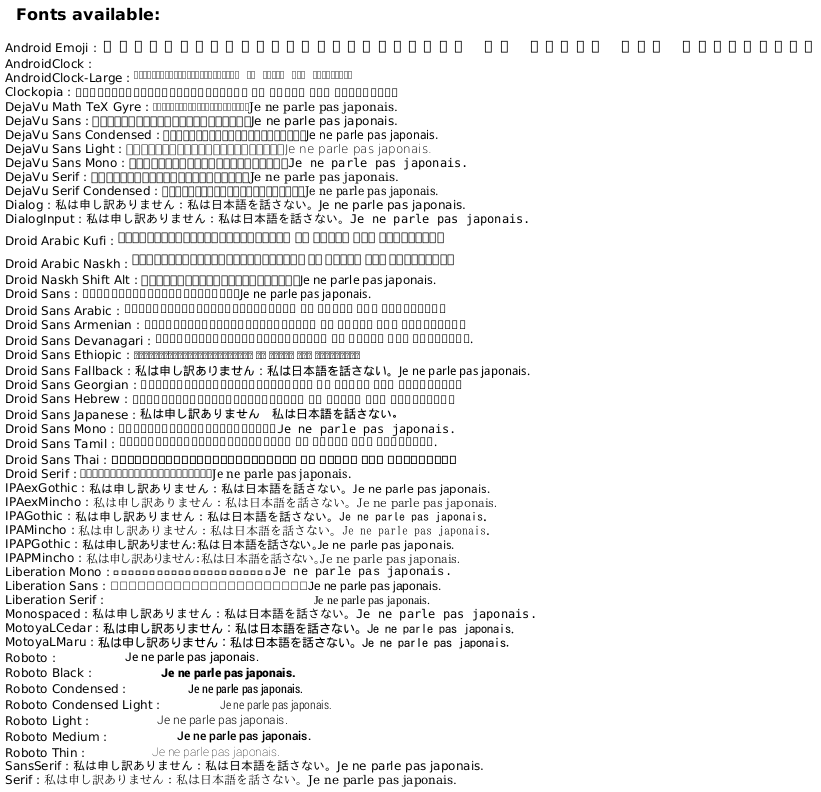 Fonts available:
Android Emoji :
AndroidClock :
AndroidClock-Large :
Clockopia :
DejaVu Math TeX Gyre : Je ne parle pas japonais.
DejaVu Sans : Je ne parle pas japonais.
DejaVu Sans Condensed : Je ne parle pas japonais.
DejaVu Sans Light : Je ne parle pas japonais.
DejaVu Sans Mono : Je ne parle pas japonais.
DejaVu Serif : Je ne parle pas japonais.
DejaVu Serif Condensed : Je ne parle pas japonais.
Dialog : 私は申し訳ありません：私は日本語を話さない。Je ne parle pas japonais.
DialogInput : 私は申し訳ありません：私は日本語を話さない。Je ne parle pas japonais.
Droid Arabic Kufi :
Droid Arabic Naskh :
Droid Naskh Shift Alt : Je ne parle pas japonais.
Droid Sans : Je ne parle pas japonais.
Droid Sans Arabic :
Droid Sans Armenian :
Droid Sans Devanagari : .
Droid Sans Ethiopic :
Droid Sans Fallback : 私は申し訳ありません：私は日本語を話さない。Je ne parle pas japonais.
Droid Sans Georgian :
Droid Sans Hebrew :
Droid Sans Japanese : 私は申し訳ありません　私は日本語を話さない。
Droid Sans Mono : Je ne parle pas japonais.
Droid Sans Tamil : .
Droid Sans Thai :
Droid Serif : Je ne parle pas japonais.
IPAexGothic : 私は申し訳ありません：私は日本語を話さない。Je ne parle pas japonais.
IPAexMincho : 私は申し訳ありません：私は日本語を話さない。Je ne parle pas japonais.
IPAGothic : 私は申し訳ありません：私は日本語を話さない。Je ne parle pas japonais.
IPAMincho : 私は申し訳ありません：私は日本語を話さない。Je ne parle pas japonais.
IPAPGothic : 私は申し訳ありません：私は日本語を話さない。Je ne parle pas japonais.
IPAPMincho : 私は申し訳ありません：私は日本語を話さない。Je ne parle pas japonais.
Liberation Mono : Je ne parle pas japonais.
Liberation Sans : Je ne parle pas japonais.
Liberation Serif : Je ne parle pas japonais.
Monospaced : 私は申し訳ありません：私は日本語を話さない。Je ne parle pas japonais.
MotoyaLCedar : 私は申し訳ありません：私は日本語を話さない。Je ne parle pas japonais.
MotoyaLMaru : 私は申し訳ありません：私は日本語を話さない。Je ne parle pas japonais.
Roboto : Je ne parle pas japonais.
Roboto Black : Je ne parle pas japonais.
Roboto Condensed : Je ne parle pas japonais.
Roboto Condensed Light : Je ne parle pas japonais.
Roboto Light : Je ne parle pas japonais.
Roboto Medium : Je ne parle pas japonais.
Roboto Thin : Je ne parle pas japonais.
SansSerif : 私は申し訳ありません：私は日本語を話さない。Je ne parle pas japonais.
Serif : 私は申し訳ありません：私は日本語を話さない。Je ne parle pas japonais.